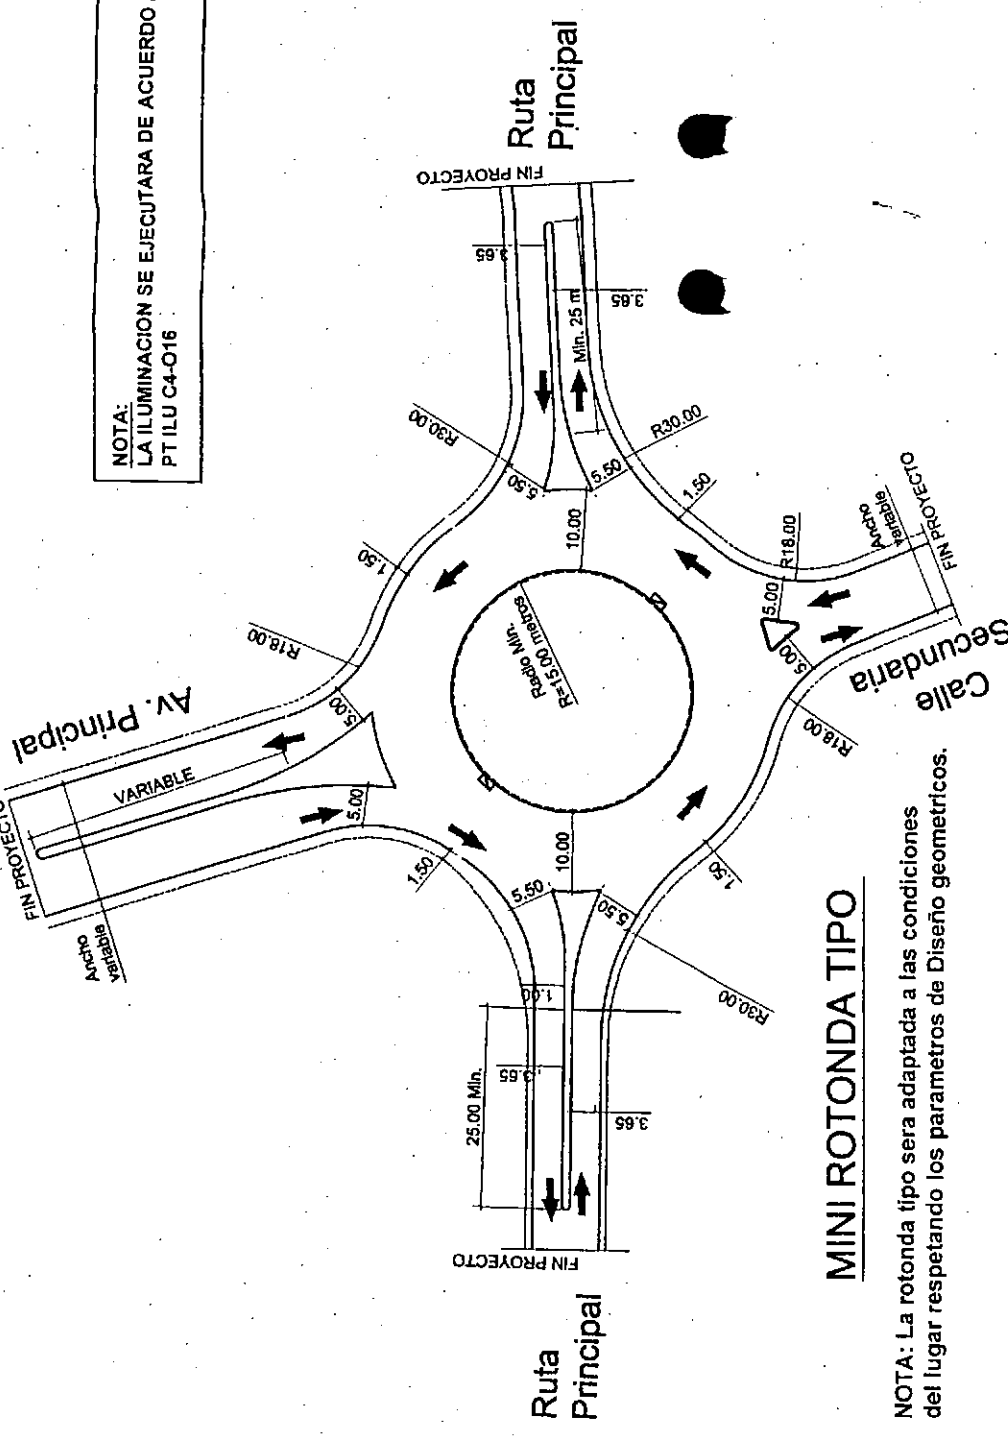 NOTA:
LA ILUMINACION SE EJECUTARA DE ACUERDO
PT ILU C4-O16
Ruta
Principal
FIN PROYECTO
3.65
3.65
Min. 25 m
R30.00
5.50
5.50
R30.00
10.00
1.50
1.50
R18.00
R18.00
Av. Principal
5.00
VARIABLE
5.00
FIN PROYECTO
Ancho
variable
1.50
Radio Min.
R=15.00 metros
5.00
5.00
Ancho
variable
FIN PROYECTO
Calle
Secundaria
R18.00
10.00
5.50
5.50
1.50
R30.00
1.00
25.00 Min.
3.65
3.65
FIN PROYECTO
Ruta
Principal
MINI ROTONDA TIPO
NOTA: La rotonda tipo sera adaptada a las condiciones
del lugar respetando los parametros de Diseño geometricos.